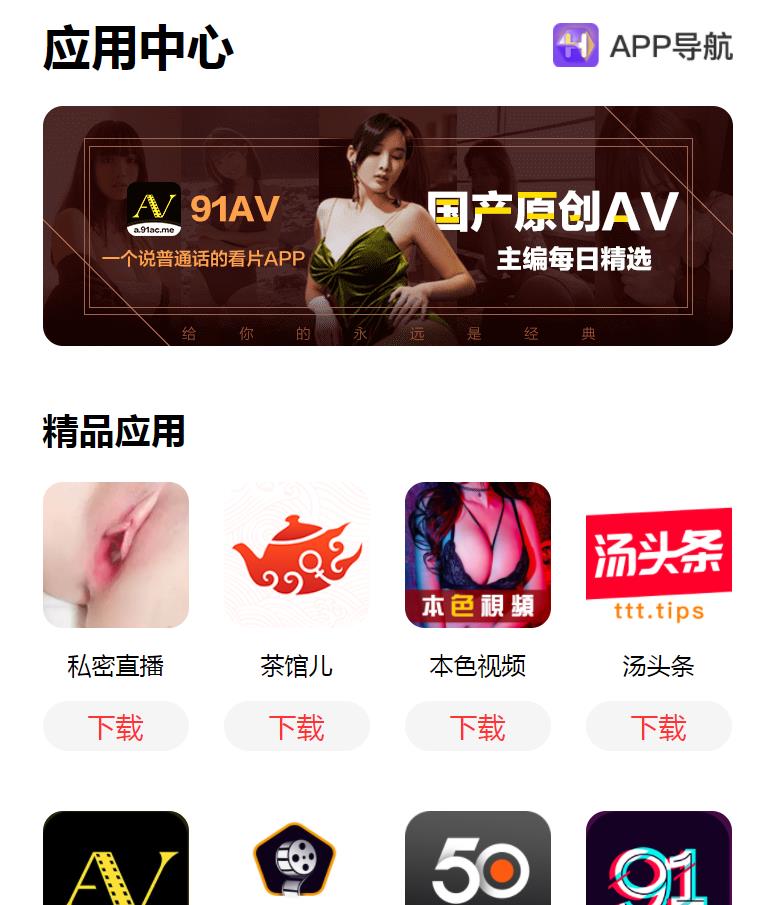 应用中心
APP导航
AV
a.91ac.me
91AV
一个说普通话的看片APP
国产原创AV
主编每日精选
给你的永远是经典
精品应用
本色視頻
汤头条
ttt.tips
私密直播
茶馆儿
本色视频
汤头条
下载
下载
下载
下载
AV
50
91